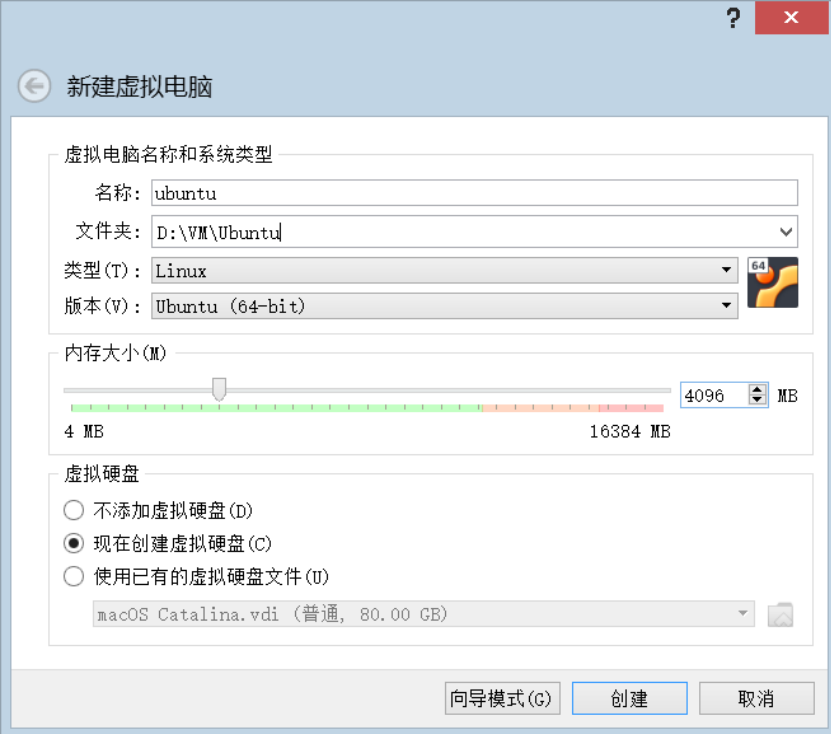 ?
新建虚拟电脑
虚拟电脑名称和系统类型
名称: ubuntu
文件夹: D:\VM\Ubuntu
类型(T): Linux
64
版本(V): Ubuntu (64-bit)
内存大小(M)
4096 MB
4 MB 16384 MB
虚拟硬盘
不添加虚拟硬盘(D)
现在创建虚拟硬盘(C)
使用已有的虚拟硬盘文件(U)
macOS Catalina.vdi (普通, 80.00 GB)
向导模式(G) 创建 取消